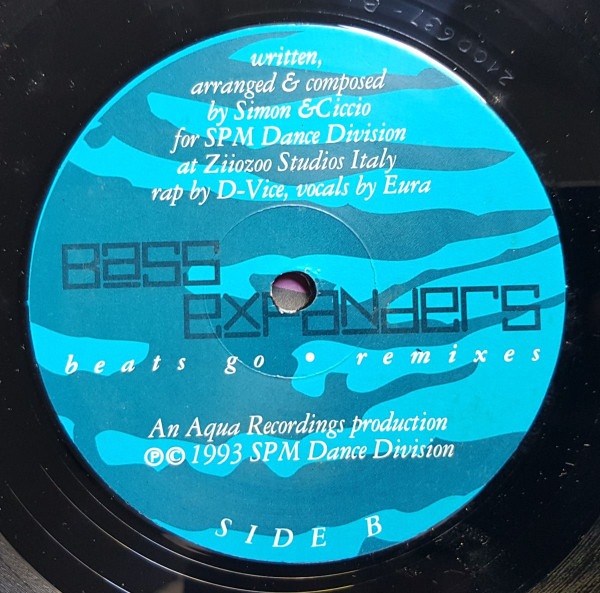 written,
arranged & composed
by Simon &Ciccio
for SPM Dance Division
at Ziiozoo Studios Italy
rap by D-Vice, vocals by Eura
Bass
expanders
beats go • remixes
An Aqua Recordings production
℗© 1993 SPM Dance Division
SIDE B